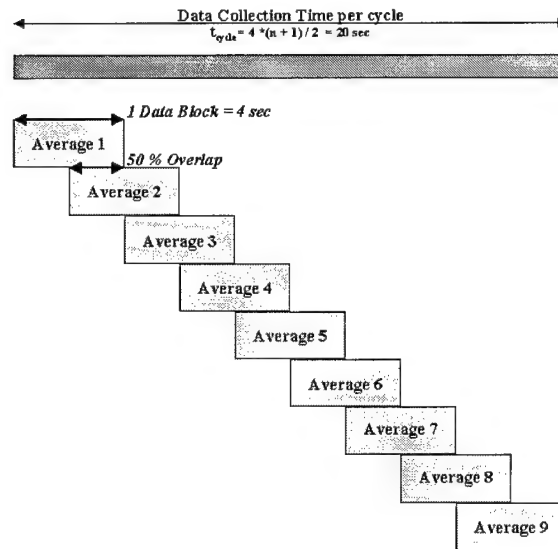 Data Collection Time per cycle
t_cycle = 4 *(n + 1) / 2 = 20 sec
1 Data Block = 4 sec
Average 1
50 % Overlap
Average 2
Average 3
Average 4
Average 5
Average 6
Average 7
Average 8
Average 9